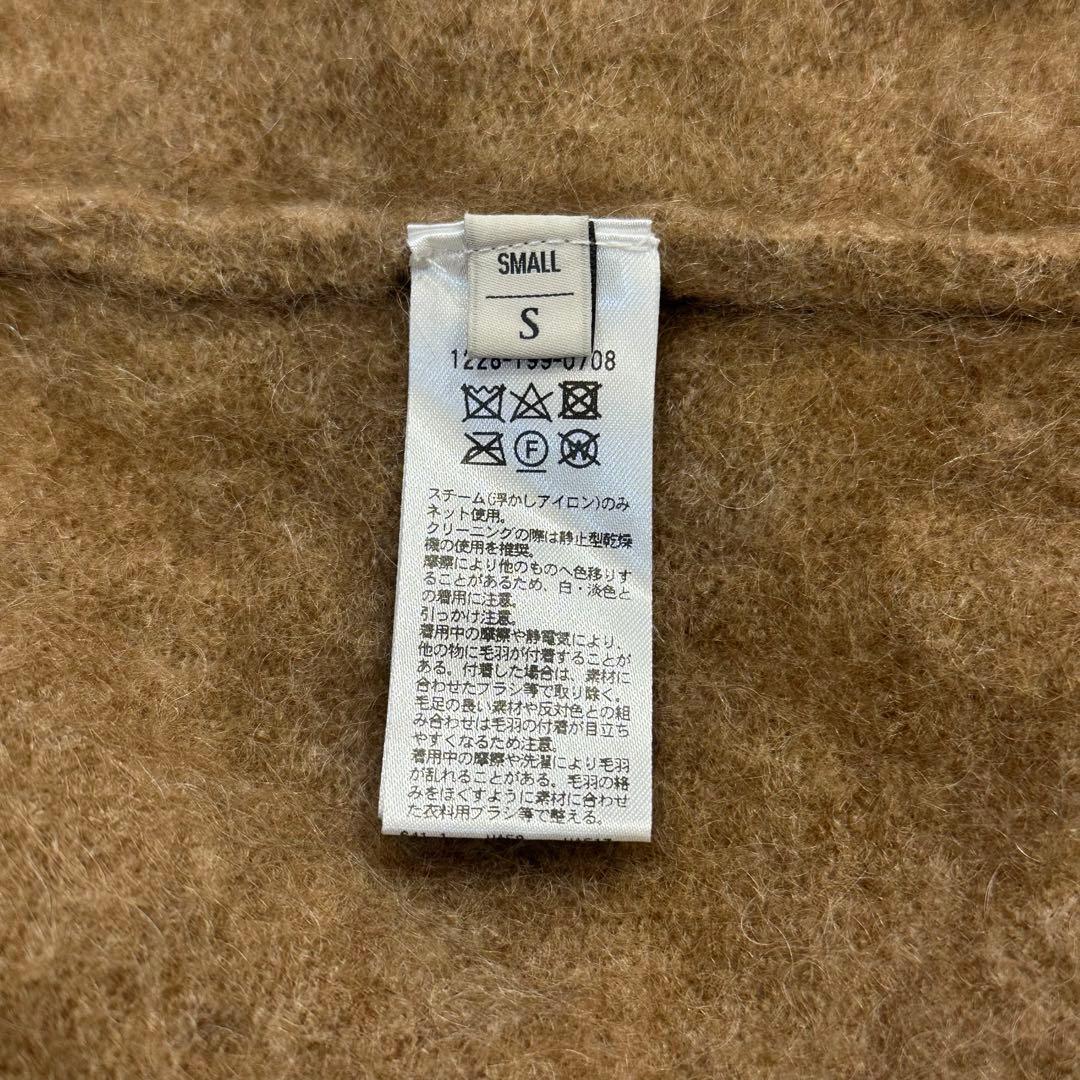 SMALL
S
1228-199-0708
F
W
スチーム(浮かしアイロン)のみ
ネット使用。
クリーニングの際は静止型乾燥
機の使用を推奨。
摩擦により他のものへ色移りす
ることがあるため、白・淡色と
の着用に注意。
引っかけ注意。
着用中の摩擦や静電気により、
他の物に毛羽が付着することが
ある。付着した場合は、素材に
合わせたブラシ等で取り除く。
毛足の長い素材や反対色との組
み合わせは毛羽の付着が目立ち
やすくなるため注意。
着用中の摩擦や洗濯により毛羽
が乱れることがある。毛羽の絡
みをほぐすように素材に合わせ
た衣料用ブラシ等で整える。